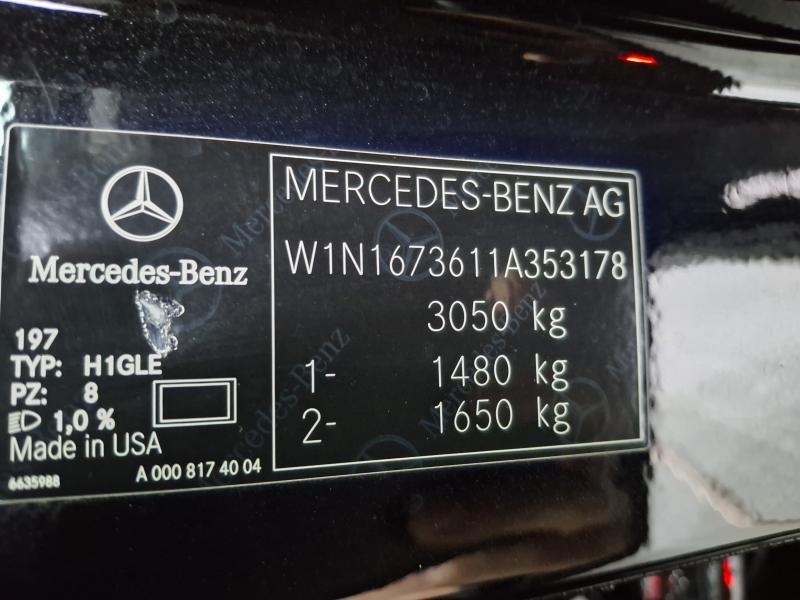 Mercedes-Benz
197
TYP: H1GLE
PZ: 8
1,0 %
Made in USA
6635988
A 000 817 40 04
MERCEDES-BENZ AG
W1N1673611A353178
3050 kg
1- 1480 kg
2- 1650 kg